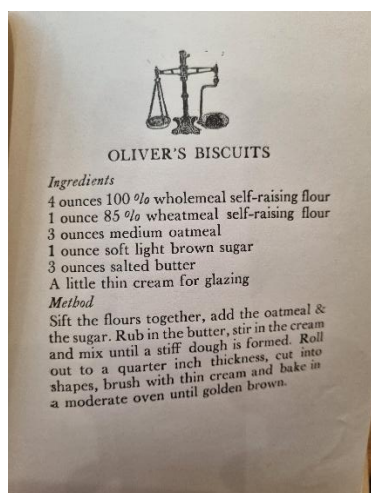 OLIVER'S BISCUITS
Ingredients
4 ounces 100 % wholemeal self-raising flour
1 ounce 85 % wheatmeal self-raising flour
3 ounces medium oatmeal
1 ounce soft light brown sugar
3 ounces salted butter
A little thin cream for glazing
Method
Sift the flours together, add the oatmeal &
the sugar. Rub in the butter, stir in the cream
and mix until a stiff dough is formed. Roll
out to a quarter inch thickness, cut into
shapes, brush with thin cream and bake in
a moderate oven until golden brown.